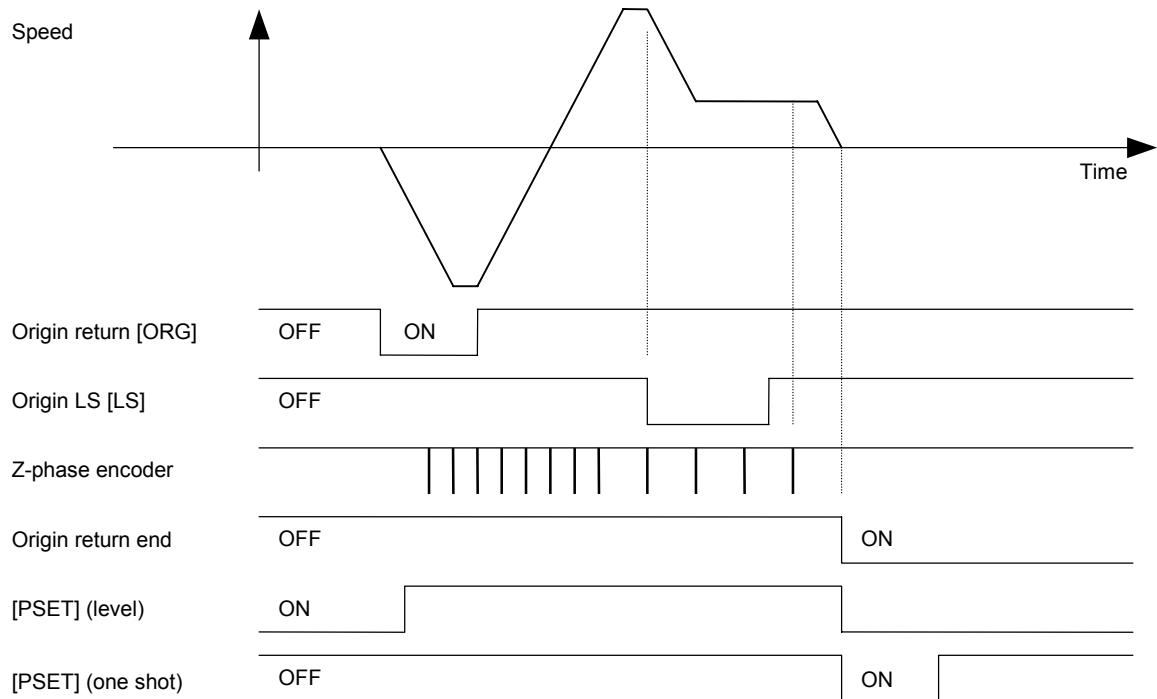 Speed
Time
Origin return [ORG] OFF ON
Origin LS [LS] OFF
Z-phase encoder
Origin return end OFF ON
[PSET] (level) ON
[PSET] (one shot) OFF ON